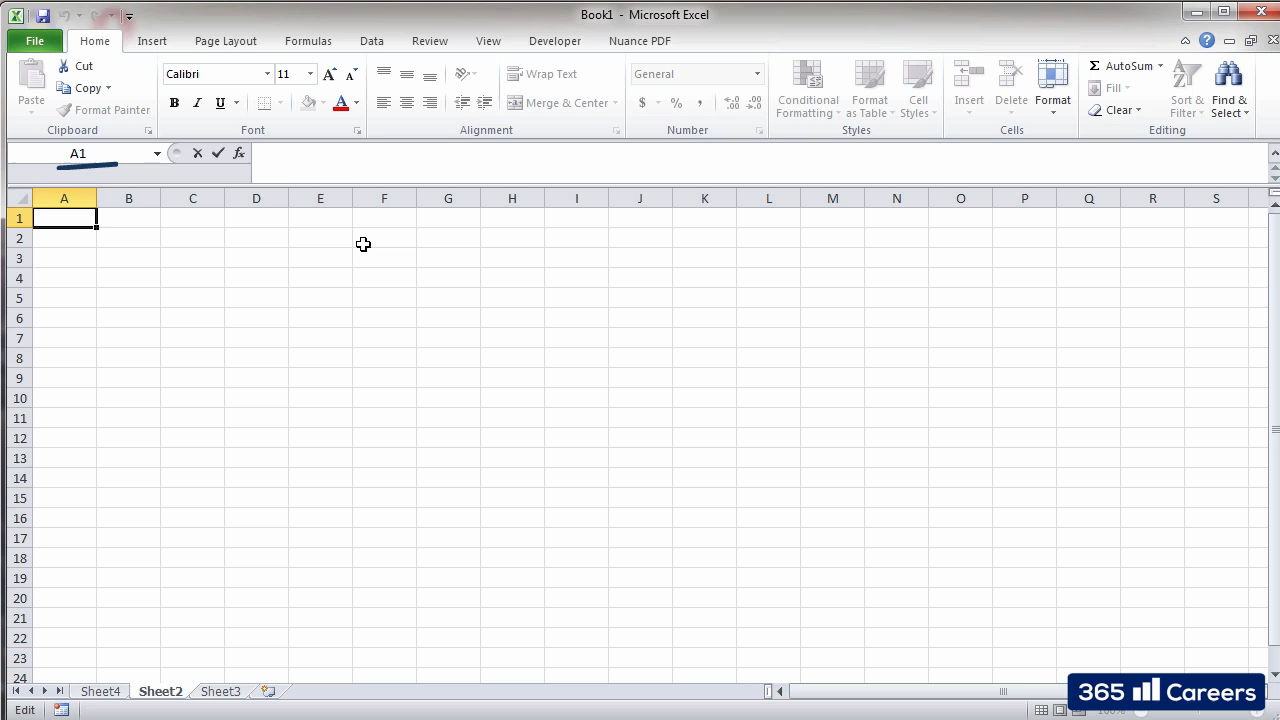 Book1 - Microsoft Excel
File Home Insert Page Layout Formulas Data Review View Developer Nuance PDF
Cut Calibri 11 Wrap Text General AutoSum
Paste Copy Conditional Formatting Format as Table Cell Styles Insert Delete Format Fill Sort & Filter Find & Select
Format Painter B I U A Merge & Center $ % , Clear
Clipboard Font Alignment Number Styles Cells Editing
A1 fx
A B C D E F G H J K L M N O P Q R S
1
2
3
4
5
6
7
8
9
10
11
12
13
14
15
16
17
18
19
20
21
22
23
24
Sheet4 Sheet2 Sheet3
365 Careers
Edit